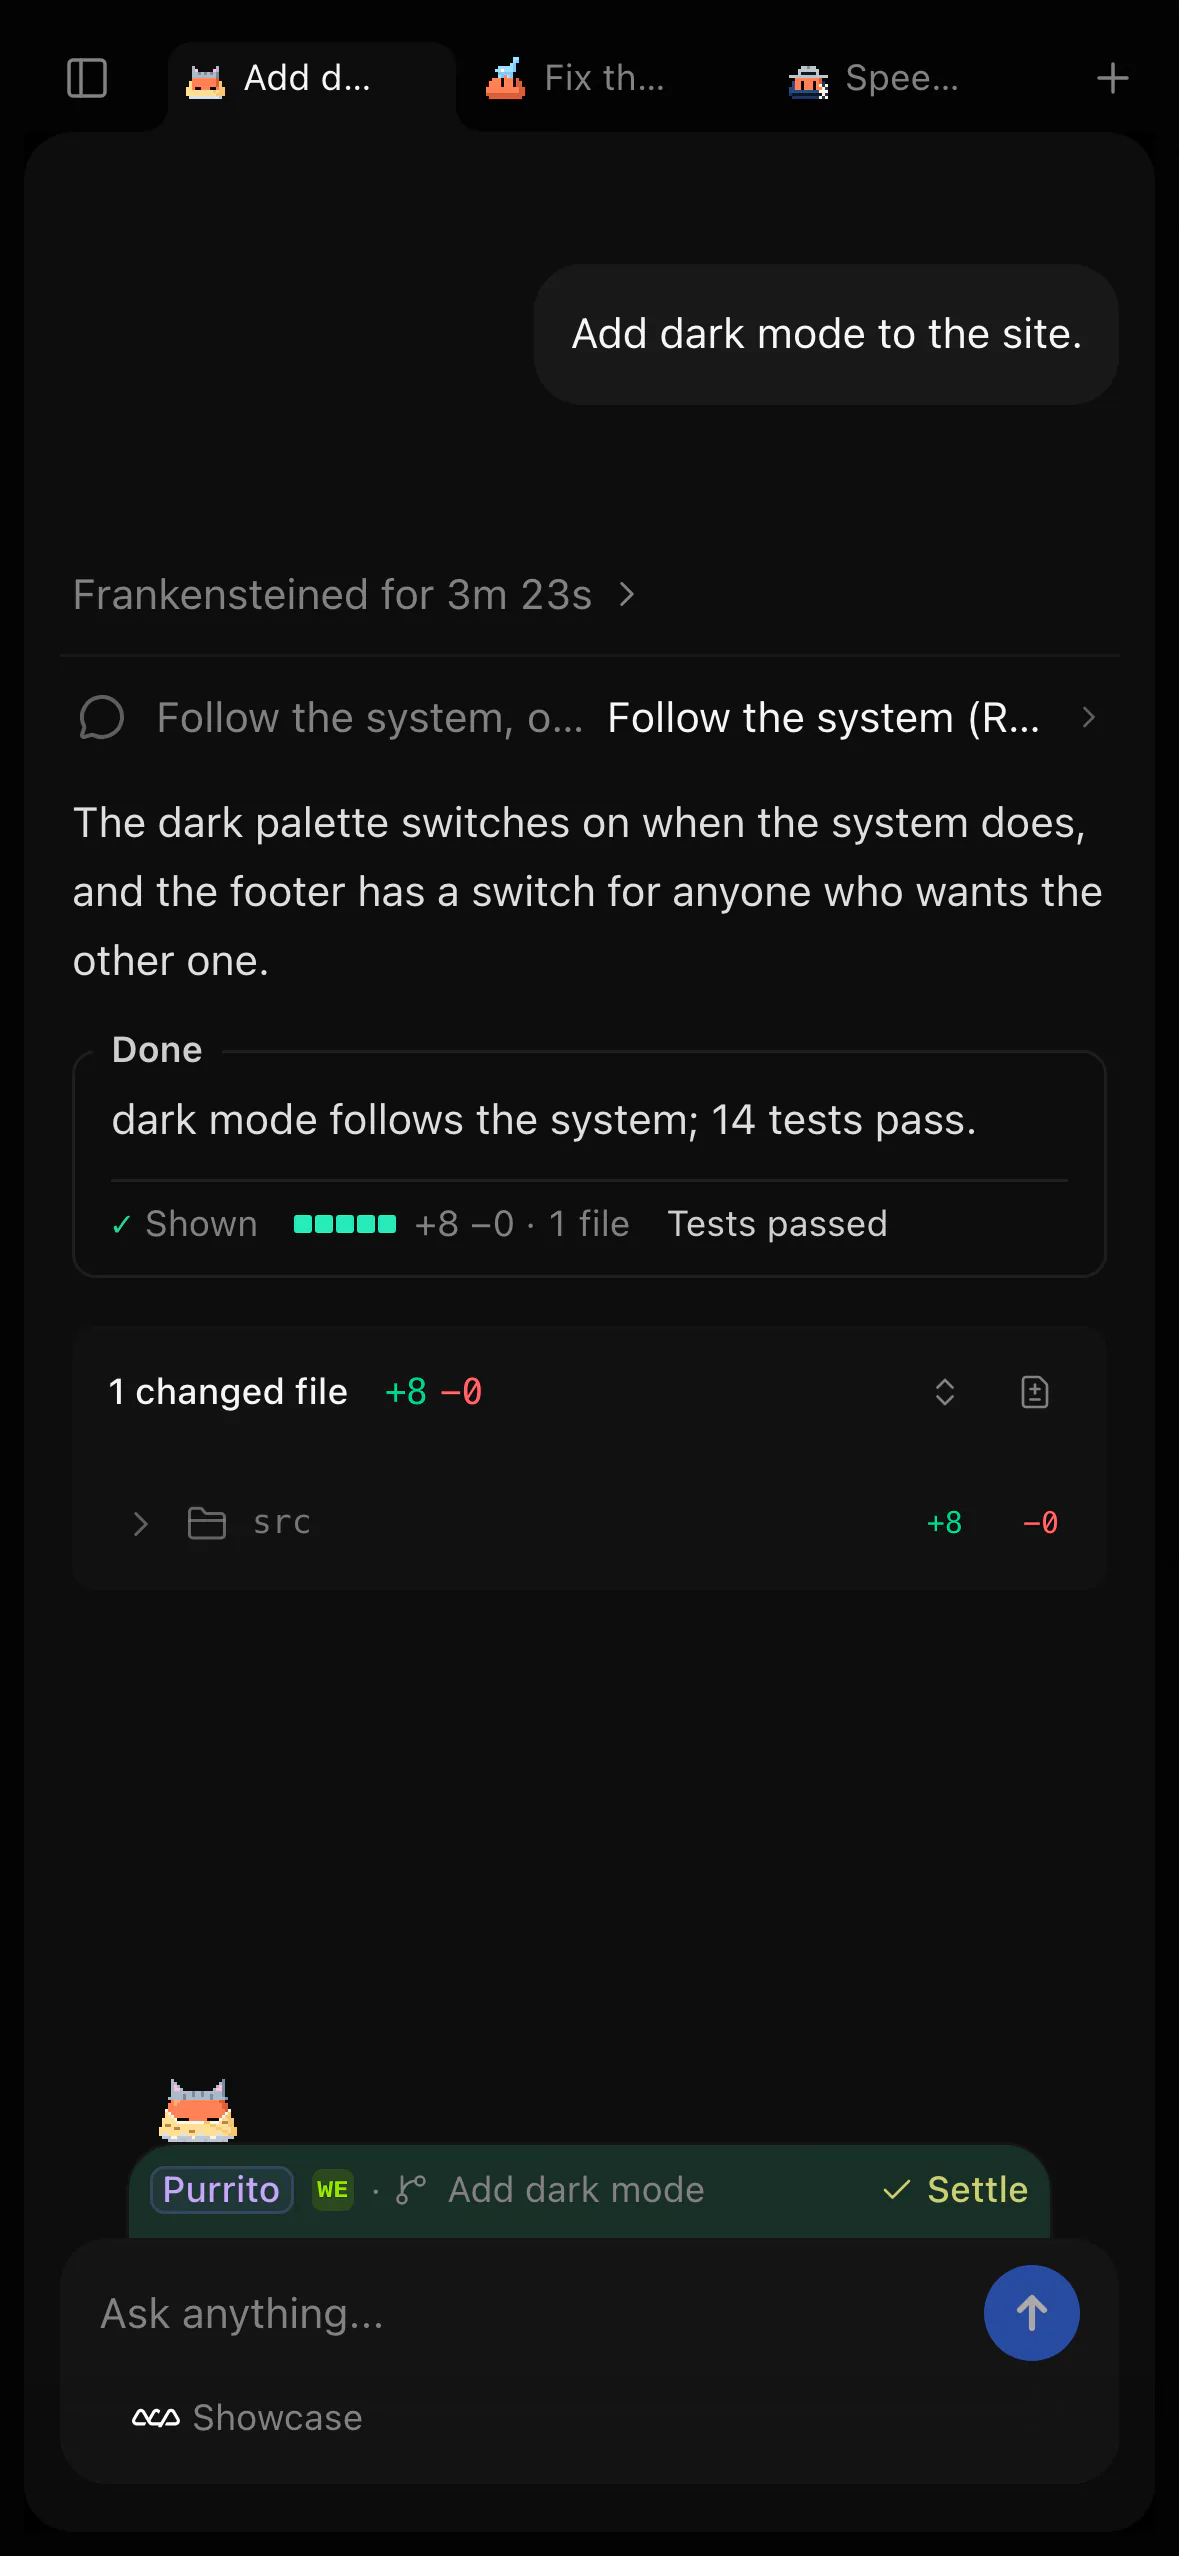 Add d...
Fix th...
Spee...
Add dark mode to the site.
Frankensteined for 3m 23s
Follow the system, o... Follow the system (R...
The dark palette switches on when the system does,
and the footer has a switch for anyone who wants the
other one.
Done
dark mode follows the system; 14 tests pass.
✓ Shown +8 −0 · 1 file Tests passed
1 changed file +8 −0
src +8 −0
Purrito WE · Add dark mode ✓ Settle
Ask anything...
Showcase